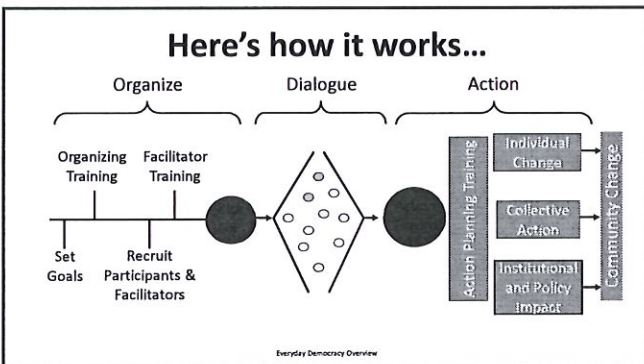 Here's how it works...
Organize
Dialogue
Action
Organizing
Training
Facilitator
Training
Set
Goals
Recruit
Participants &
Facilitators
Action Planning Training
Individual
Change
Collective
Action
Institutional
and Policy
Impact
Community Change
Everyday Democracy Overview